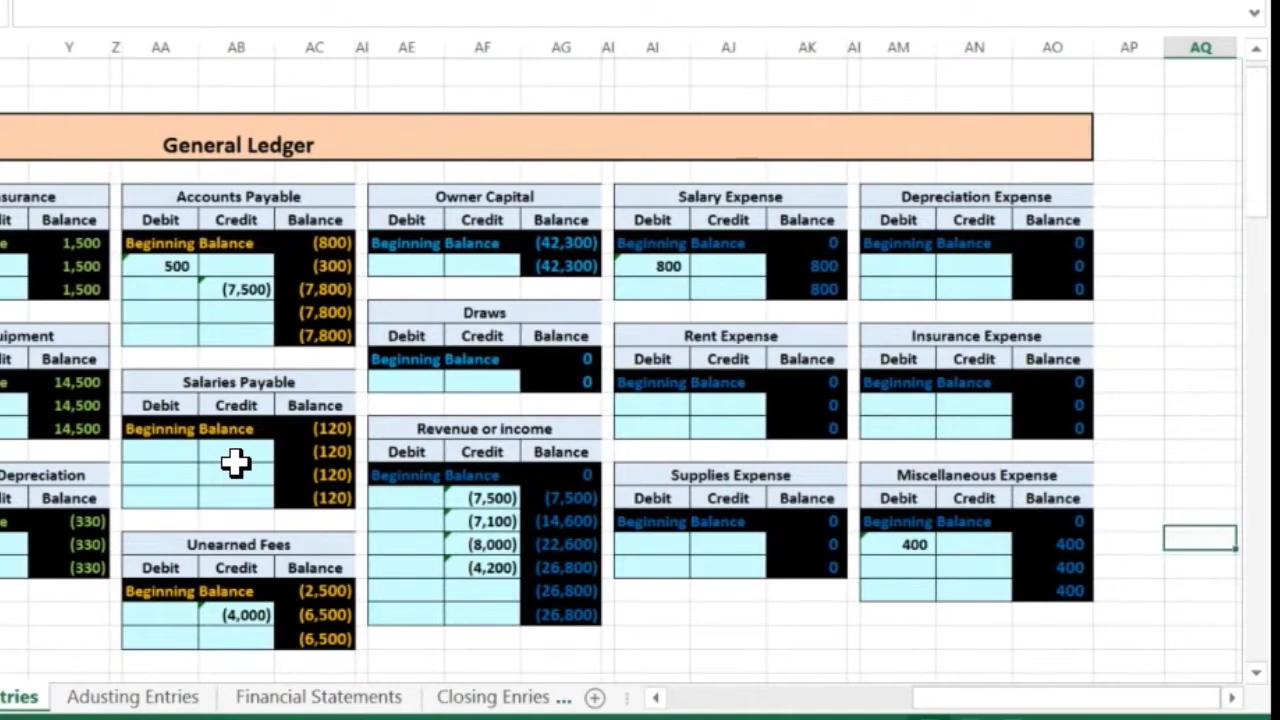 Y Z AA AB AC AI AE AF AG AI AI AJ AK AI AM AN AO AP AQ
General Ledger
surance Accounts Payable Owner Capital Salary Expense Depreciation Expense
it Balance Debit Credit Balance Debit Credit Balance Debit Credit Balance Debit Credit Balance
e 1,500 Beginning Balance (800) Beginning Balance (42,300) Beginning Balance 0 Beginning Balance 0
1,500 500 (300) (42,300) 800 800 0
1,500 (7,500) (7,800) 800 0
(7,800) Draws
uipment (7,800) Debit Credit Balance Rent Expense Insurance Expense
it Balance Beginning Balance 0 Debit Credit Balance Debit Credit Balance
e 14,500 Salaries Payable 0 Beginning Balance 0 Beginning Balance 0
14,500 Debit Credit Balance 0 0
14,500 Beginning Balance (120) Revenue or income 0 0
(120) Debit Credit Balance
Depreciation (120) Beginning Balance 0 Supplies Expense Miscellaneous Expense
it Balance (120) (7,500) (7,500) Debit Credit Balance Debit Credit Balance
e (330) (7,100) (14,600) Beginning Balance 0 Beginning Balance 0
(330) Unearned Fees (8,000) (22,600) 0 400 400
(330) Debit Credit Balance (4,200) (26,800) 0 400
Beginning Balance (2,500) (26,800) 400
(4,000) (6,500) (26,800)
(6,500)
tries Adusting Entries Financial Statements Closing Enries ...